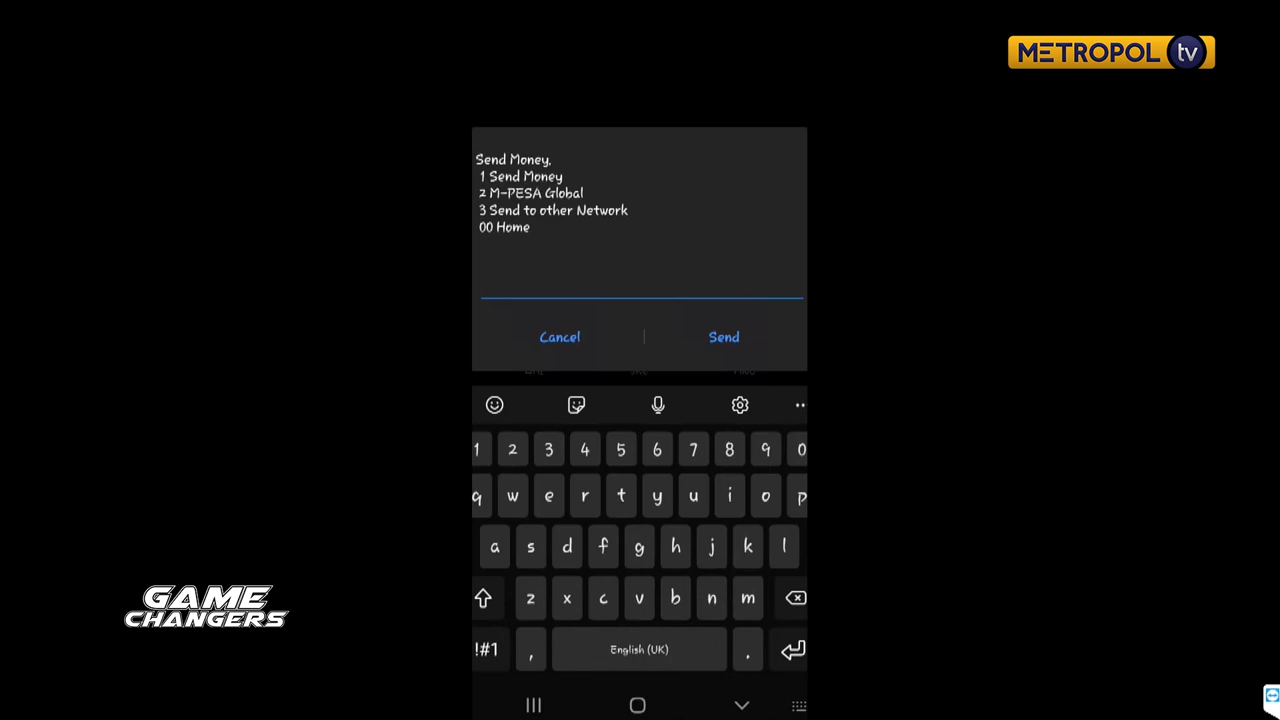 METROPOL tv
Send Money,
1 Send Money
2 M-PESA Global
3 Send to other Network
00 Home
Cancel | Send
1 2 3 4 5 6 7 8 9 0
q w e r t y u i o p
a s d f g h j k l
z x c v b n m
!#1 , English (UK) .
GAME
CHANGERS